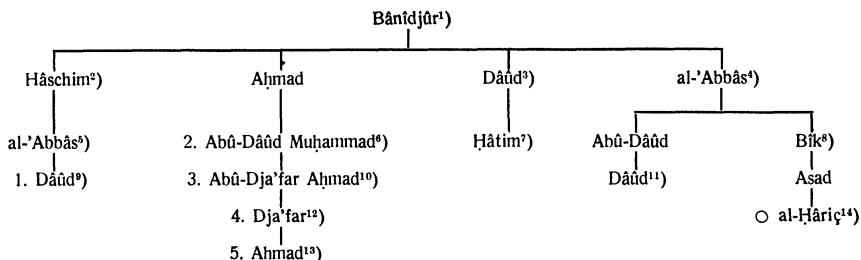 Bânîdjûr¹)
Hâschim²) Aḥmad Dâûd³) al-'Abbâs⁴)
al-'Abbâs⁵) 2. Abû-Dâûd Muḥammad⁶) Ḥâtim⁷) Abû-Dâûd Bîk⁸)
1. Dâûd⁹) 3. Abû-Dja'far Aḥmad¹⁰) Dâûd¹¹) Asad
4. Dja'far¹²) ○ al-Ḥâriç¹⁴)
5. Aḥmad¹³)